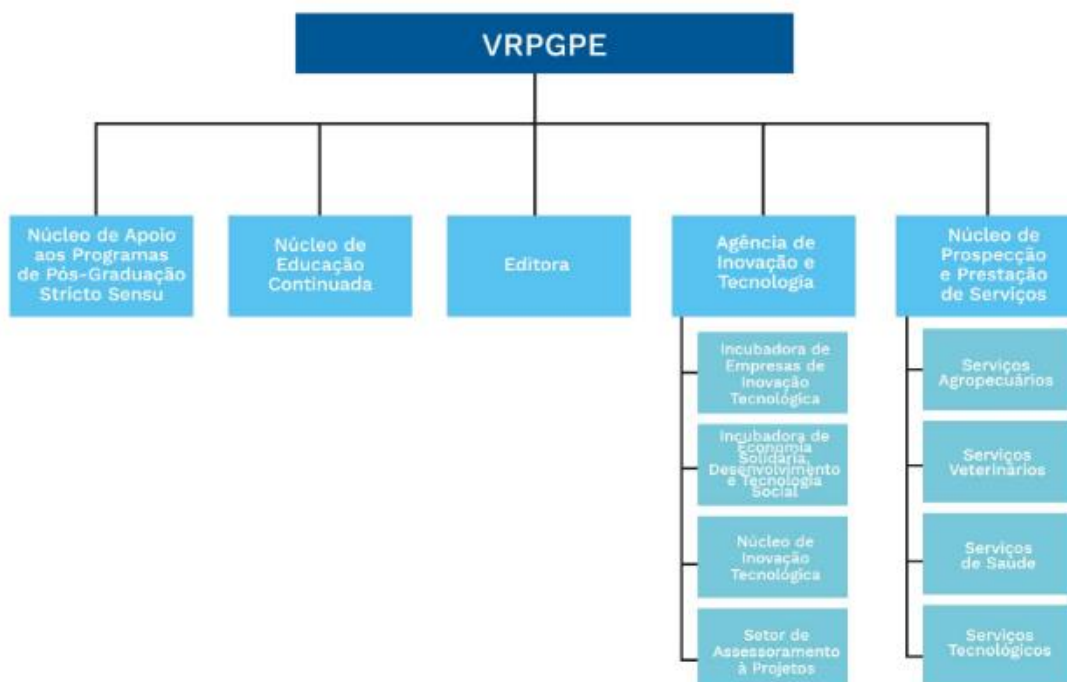 VRPGPE
Núcleo de Apoio
aos Programas
de Pós-Graduação
Stricto Sensu
Núcleo de
Educação
Continuada
Editora
Agência de
Inovação e
Tecnologia
Incubadora de
Empresas de
Inovação
Tecnológica
Incubadora de
Economia
Solidária,
Desenvolvimento
e Tecnologia
Social
Núcleo de
Inovação
Tecnológica
Setor de
Assessoramento
à Projetos
Núcleo de
Prospecção
e Prestação
de Serviços
Serviços
Agropecuários
Serviços
Veterinários
Serviços
de Saúde
Serviços
Tecnológicos